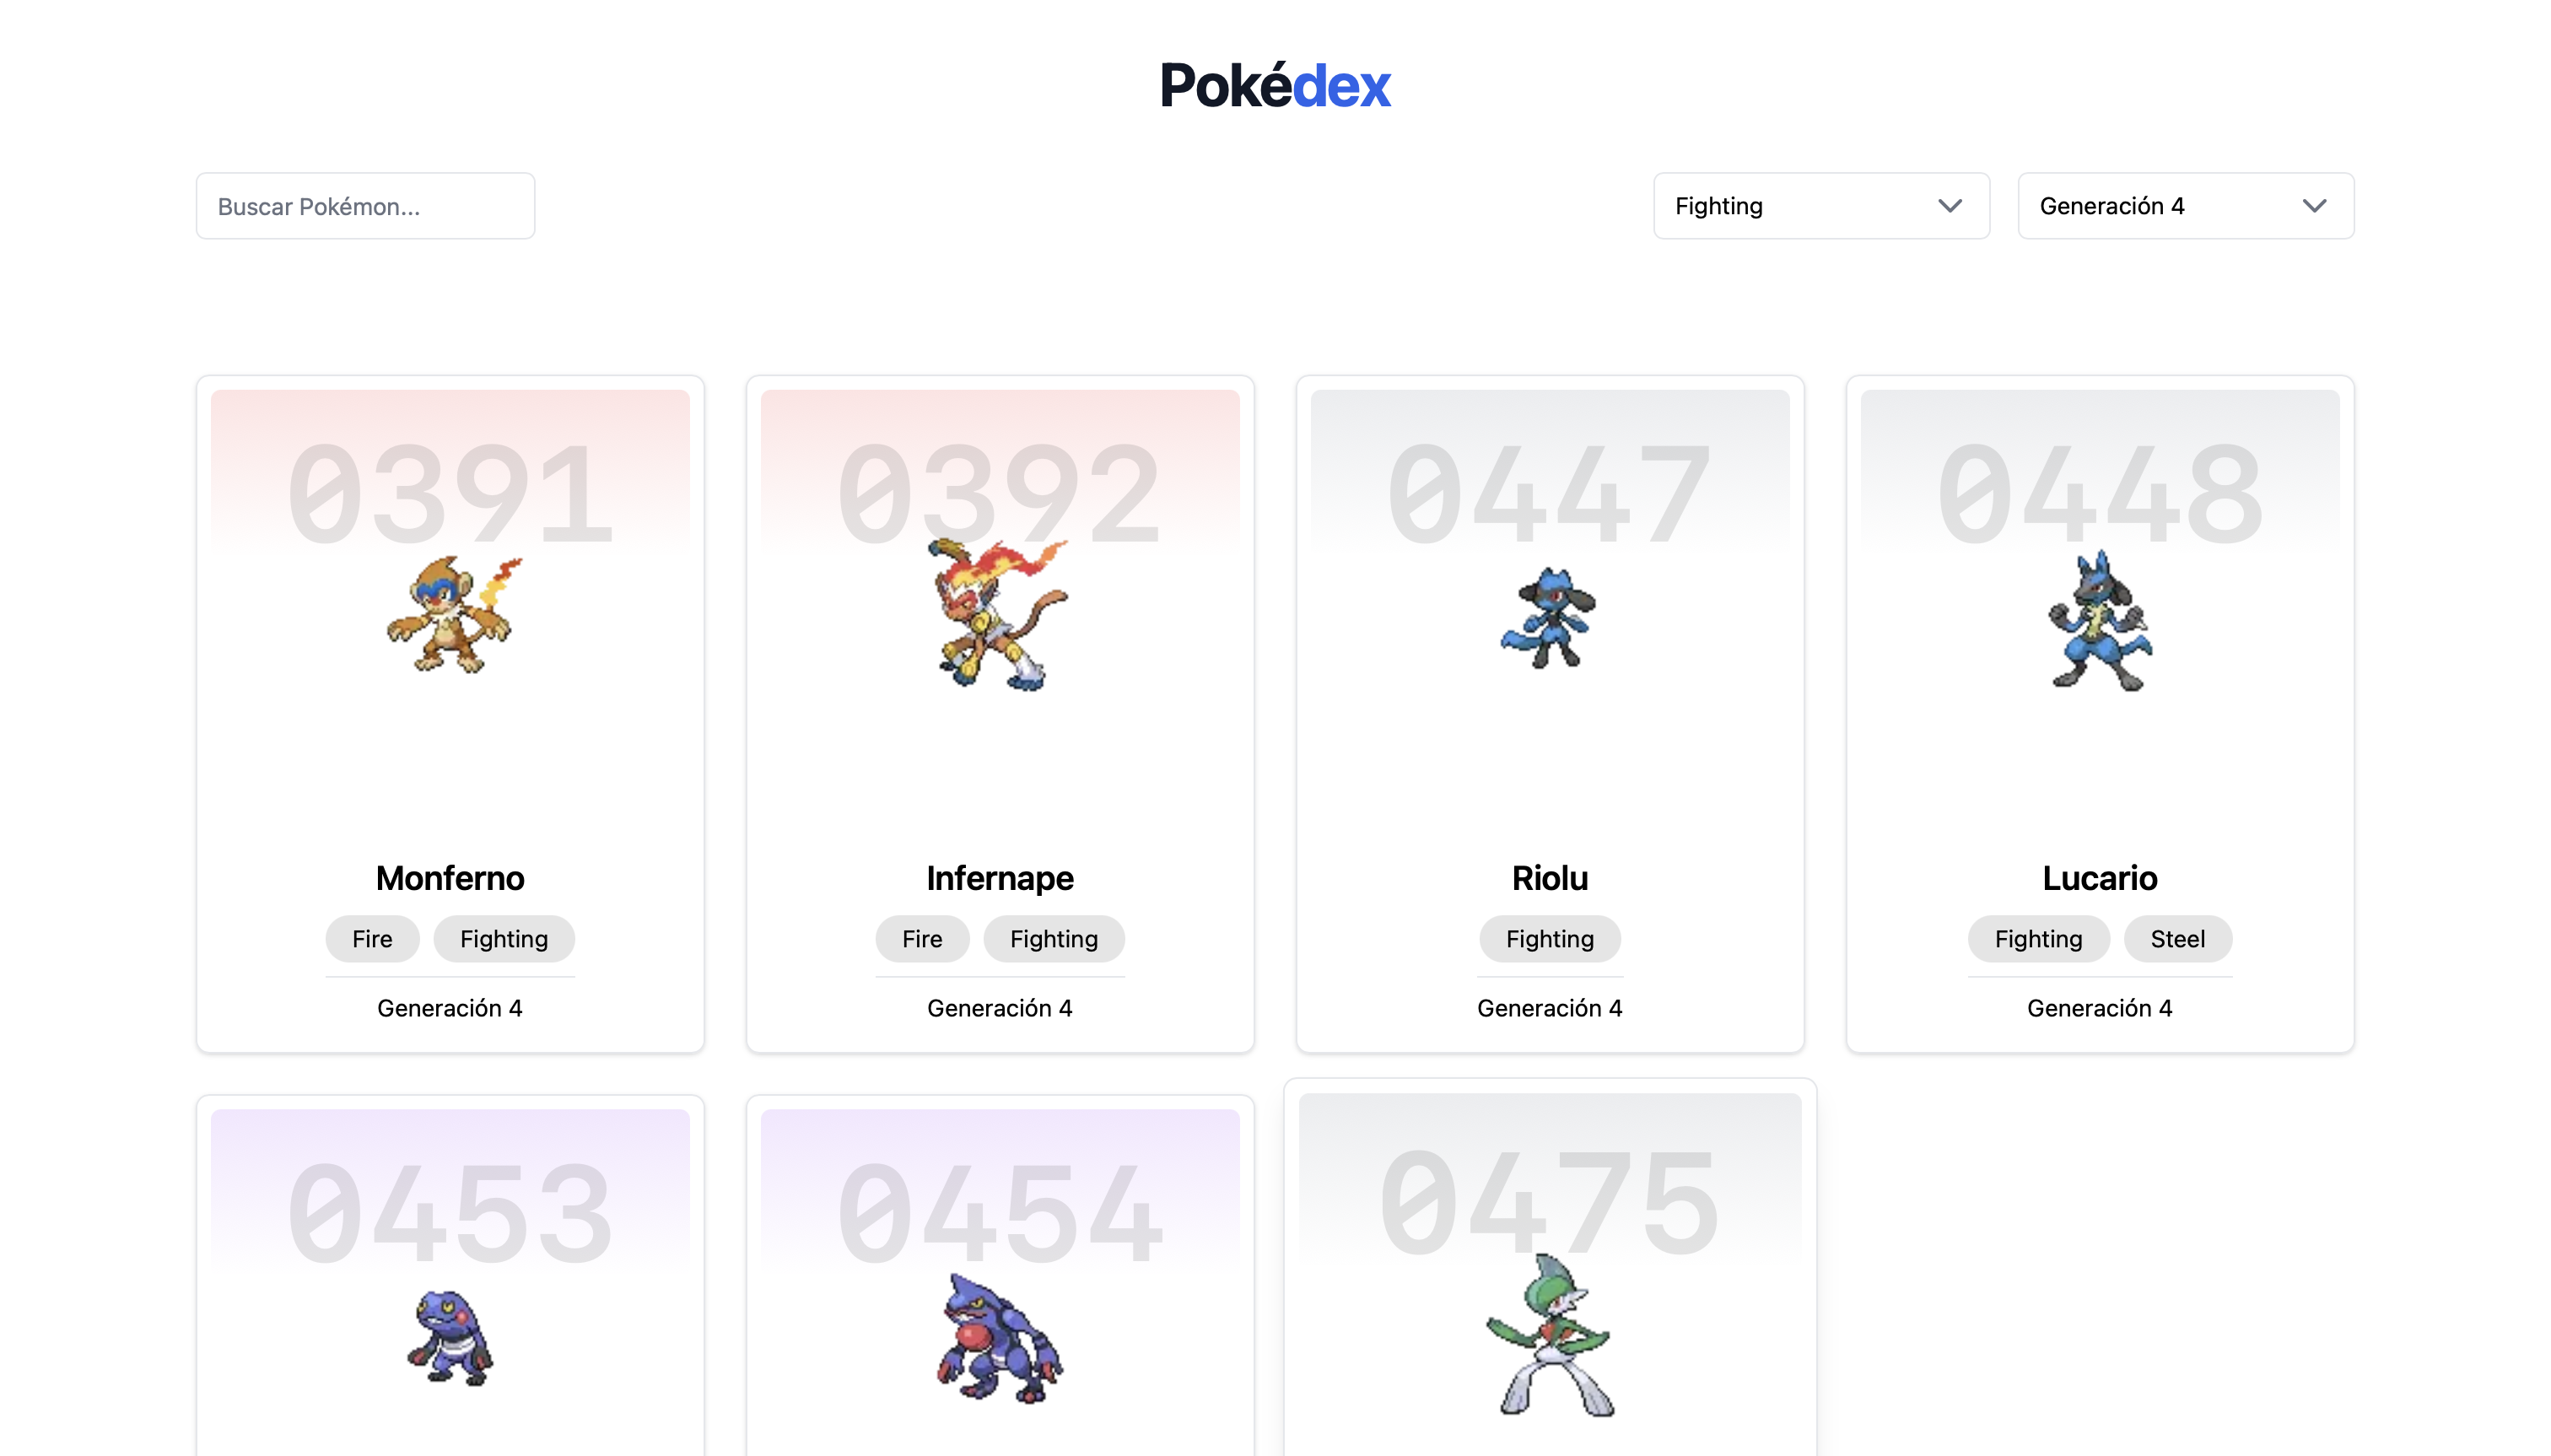 Pokédex
Buscar Pokémon...
Fighting
Generación 4
0391
0392
0447
0448
Monferno
Infernape
Riolu
Lucario
Fire Fighting
Fire Fighting
Fighting
Fighting Steel
Generación 4
Generación 4
Generación 4
Generación 4
0453
0454
0475